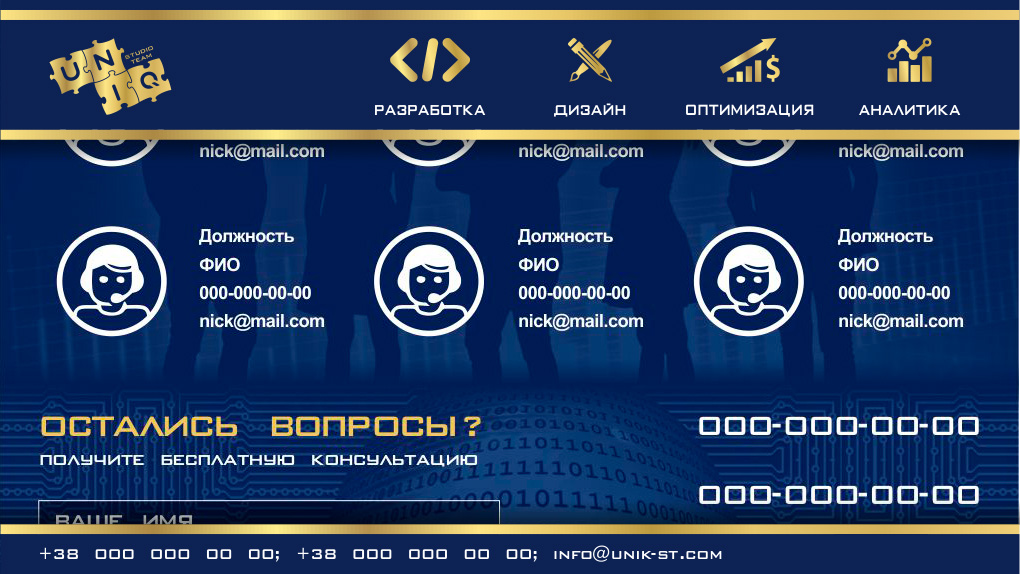 UN
IQ
STUDIO
TEAM
РАЗРАБОТКА ДИЗАЙН ОПТИМИЗАЦИЯ АНАЛИТИКА
nick@mail.com nick@mail.com nick@mail.com
Должность Должность Должность
ФИО ФИО ФИО
000-000-00-00 000-000-00-00 000-000-00-00
nick@mail.com nick@mail.com nick@mail.com
ОСТАЛИСЬ ВОПРОСЫ?
ПОЛУЧИТЕ БЕСПЛАТНУЮ КОНСУЛЬТАЦИЮ
000-000-00-00
000-000-00-00
ВАШЕ ИМЯ
+38 000 000 00 00; +38 000 000 00 00; INFO@UNIK-ST.COM